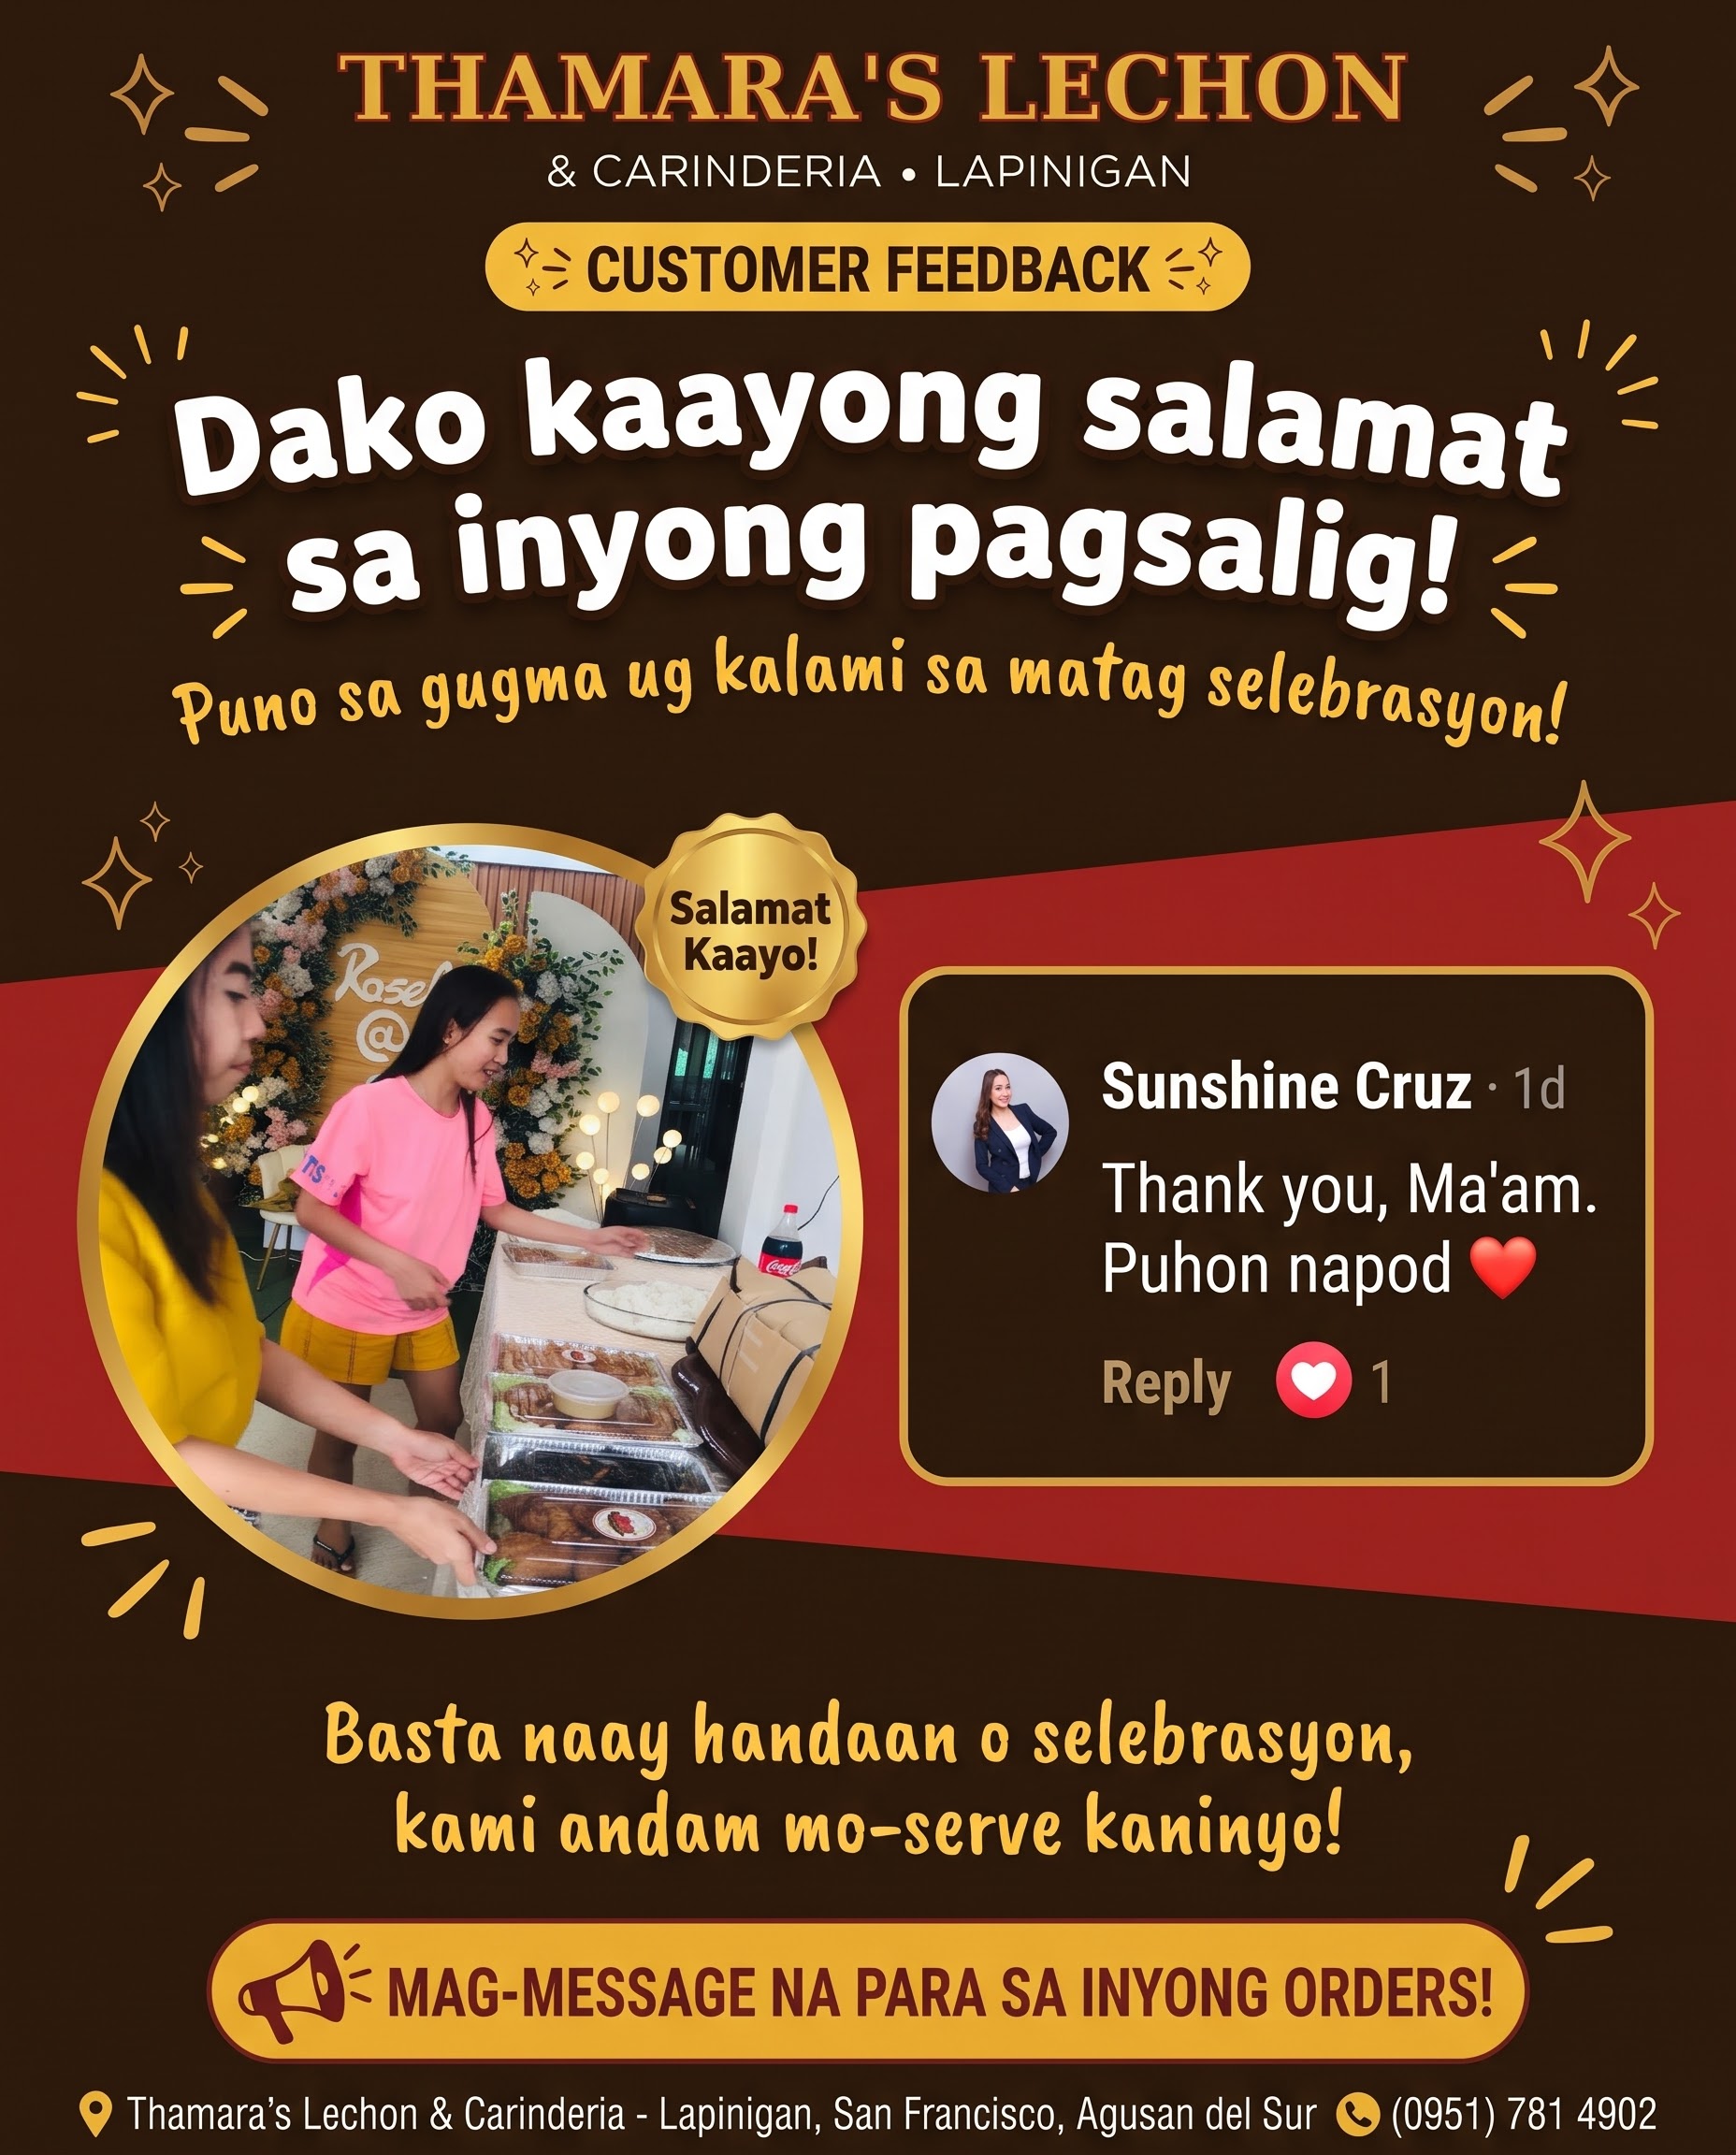 THAMARA'S LECHON
& CARINDERIA • LAPINIGAN
CUSTOMER FEEDBACK
Dako kaayong salamat
sa inyong pagsalig!
Puno sa gugma ug kalami sa matag selebrasyon!
Salamat
Kaayo!
@
Sunshine Cruz · 1d
Thank you, Ma'am.
Puhon napod ❤️
Reply 1
Basta naay handaan o selebrasyon,
kami andam mo-serve kaninyo!
MAG-MESSAGE NA PARA SA INYONG ORDERS!
Thamara's Lechon & Carinderia - Lapinigan, San Francisco, Agusan del Sur (0951) 781 4902